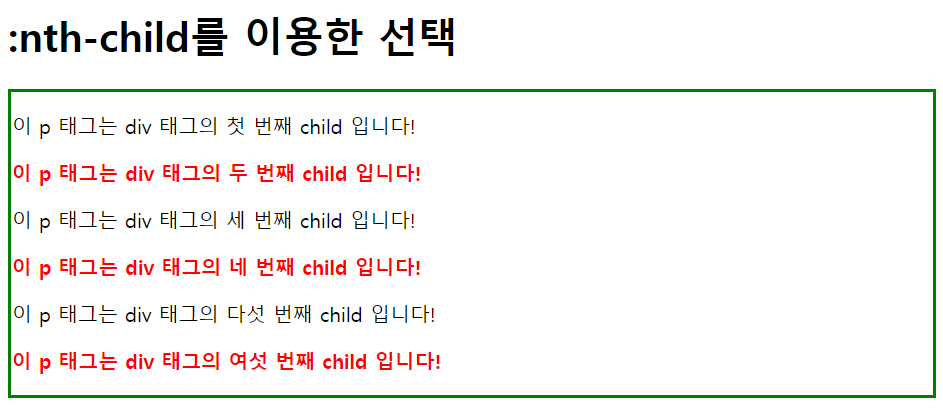 :nth-child를 이용한 선택
이 p 태그는 div 태그의 첫 번째 child 입니다!
이 p 태그는 div 태그의 두 번째 child 입니다!
이 p 태그는 div 태그의 세 번째 child 입니다!
이 p 태그는 div 태그의 네 번째 child 입니다!
이 p 태그는 div 태그의 다섯 번째 child 입니다!
이 p 태그는 div 태그의 여섯 번째 child 입니다!